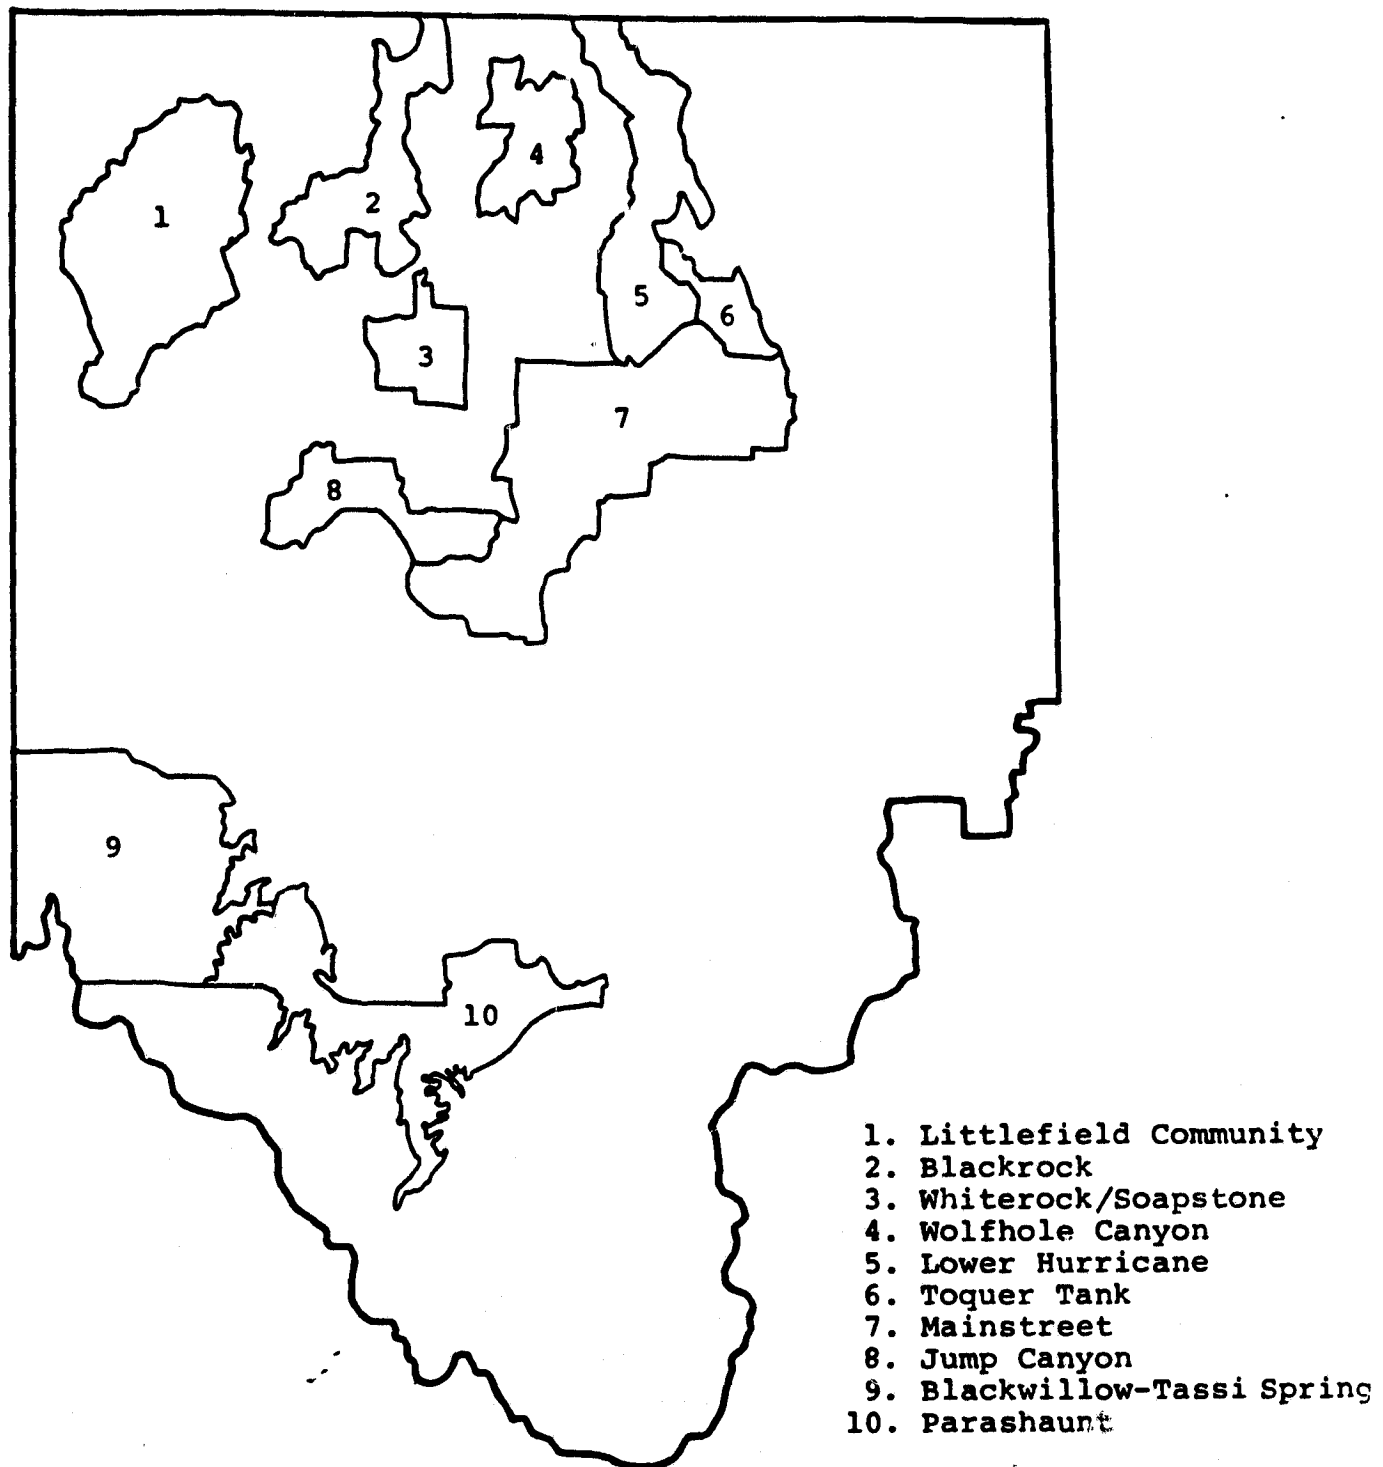 1
2
4
5
6
3
7
8
9
10
1. Littlefield Community
2. Blackrock
3. Whiterock/Soapstone
4. Wolfhole Canyon
5. Lower Hurricane
6. Toquer Tank
7. Mainstreet
8. Jump Canyon
9. Blackwillow-Tassi Spring
10. Parashaunt